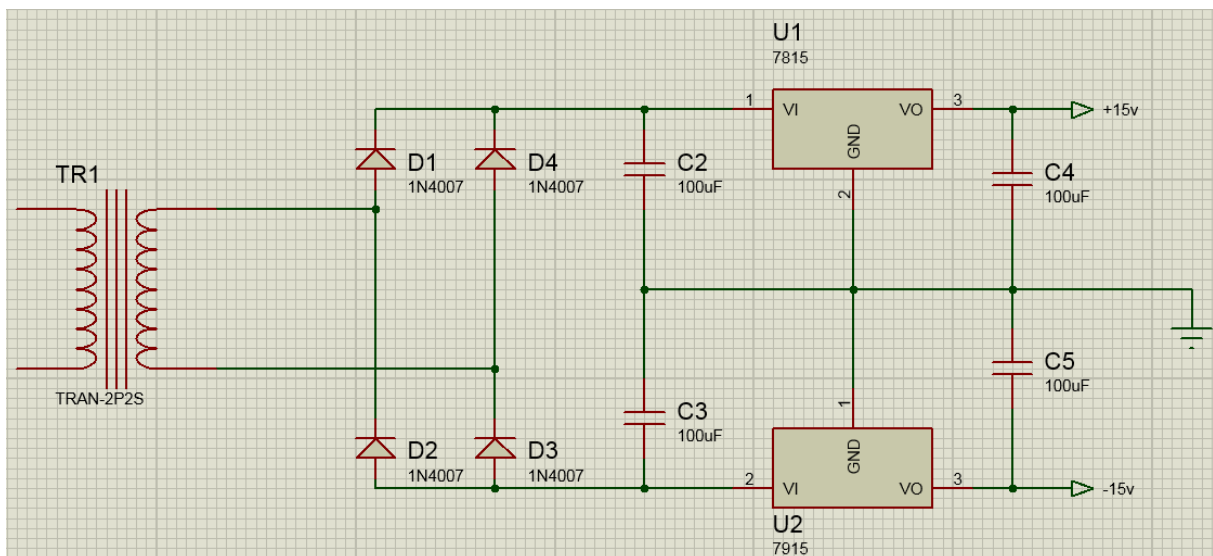 U1
7815
1
VI
VO
3
+15v
GND
2
D1
1N4007
D4
1N4007
C2
100uF
C4
100uF
TR1
TRAN-2P2S
C5
100uF
C3
100uF
1
D2
1N4007
D3
1N4007
GND
2
VI
VO
3
-15v
U2
7915